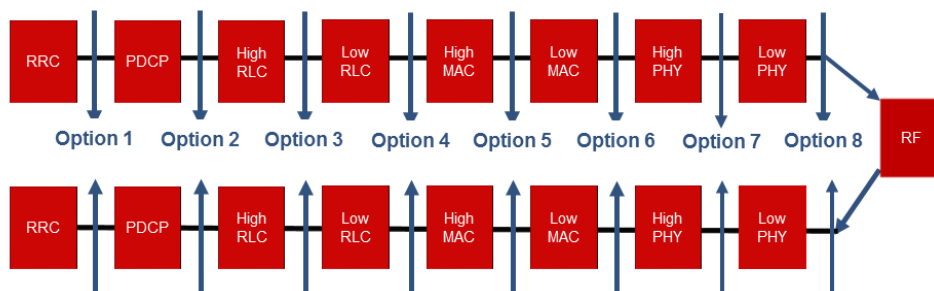 RRC
PDCP
High
RLC
Low
RLC
High
MAC
Low
MAC
High
PHY
Low
PHY
Option 1
Option 2
Option 3
Option 4
Option 5
Option 6
Option 7
Option 8
RF
RRC
PDCP
High
RLC
Low
RLC
High
MAC
Low
MAC
High
PHY
Low
PHY